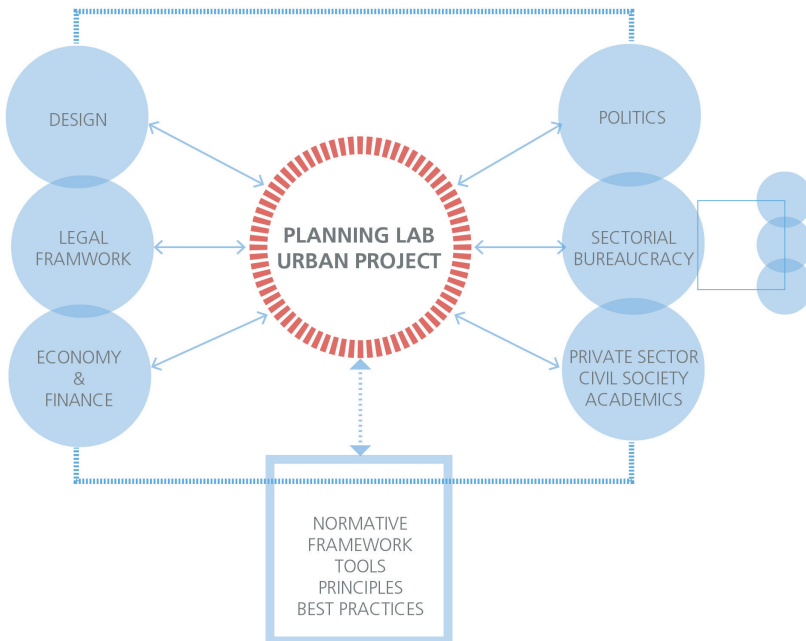 DESIGN
POLITICS
LEGAL
FRAMWORK
PLANNING LAB
URBAN PROJECT
SECTORIAL
BUREAUCRACY
ECONOMY
&
FINANCE
PRIVATE SECTOR
CIVIL SOCIETY
ACADEMICS
NORMATIVE
FRAMEWORK
TOOLS
PRINCIPLES
BEST PRACTICES